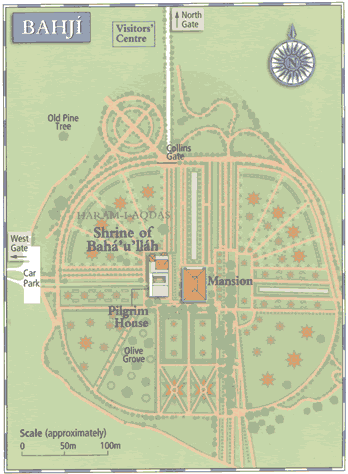 BAHJÍ
Visitors'
Centre
North
Gate
Old Pine
Tree
Collins
Gate
HARAM-I-AQDAS
Shrine of
Bahá'u'lláh
West
Gate
Car
Park
Mansion
Pilgrim
House
Olive
Grove
Scale (approximately)
0 50m 100m